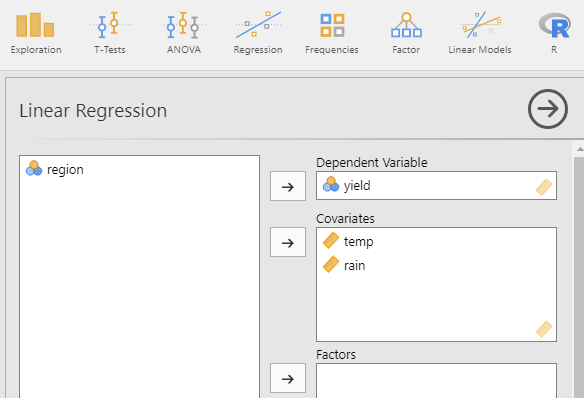 Exploration T-Tests ANOVA Regression Frequencies Factor Linear Models R
Linear Regression
region
Dependent Variable
yield
Covariates
temp
rain
Factors